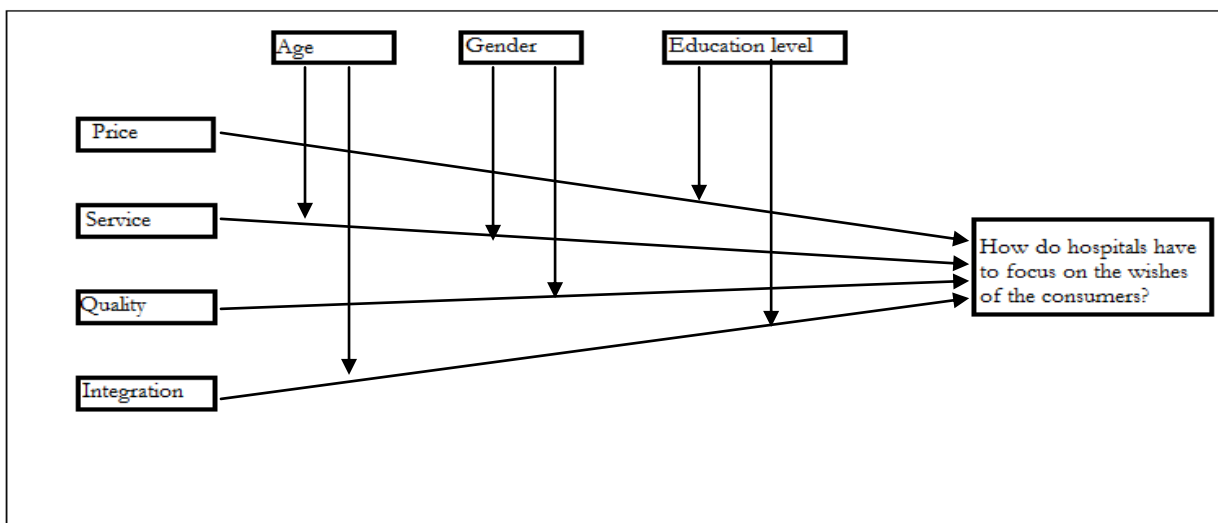 Age
Gender
Education level
Price
Service
Quality
Integration
How do hospitals have
to focus on the wishes
of the consumers?